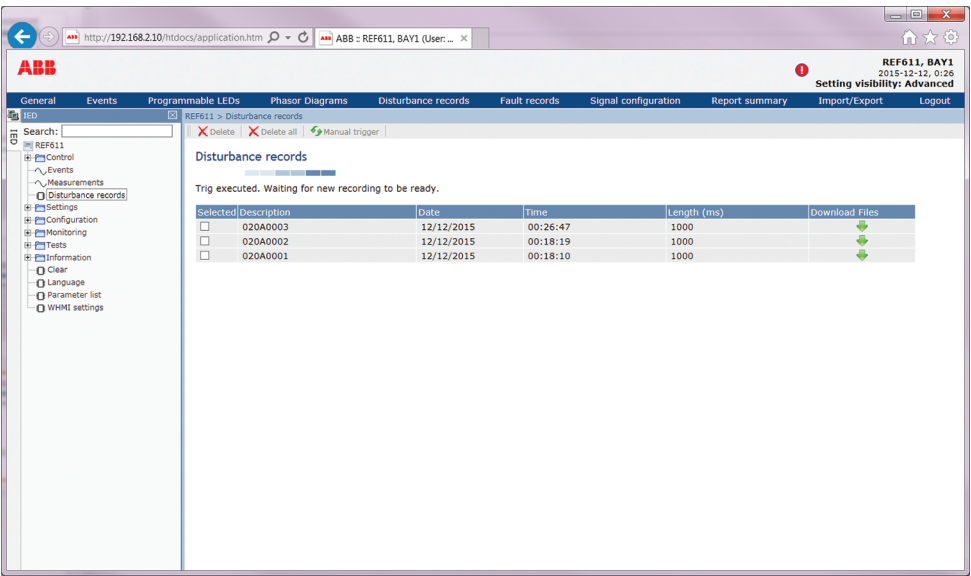 http://192.168.2.10/htdocs/application.htm
ABB :: REF611, BAY1 (User: ...
ABB
REF611, BAY1
2015-12-12, 0:26
Setting visibility: Advanced
General Events Programmable LEDs Phasor Diagrams Disturbance records Fault records Signal configuration Report summary Import/Export Logout
IED
REF611 > Disturbance records
IED
Search:
Delete Delete all Manual trigger
REF611
Control
Events
Measurements
Disturbance records
Settings
Configuration
Monitoring
Tests
Information
Clear
Language
Parameter list
WHMI settings
Disturbance records
Trig executed. Waiting for new recording to be ready.
Selected Description Date Time Length (ms) Download Files
020A0003 12/12/2015 00:26:47 1000
020A0002 12/12/2015 00:18:19 1000
020A0001 12/12/2015 00:18:10 1000